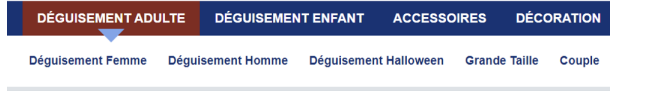 DÉGUISEMENT ADULTE DÉGUISEMENT ENFANT ACCESSOIRES DÉCORATION
Déguisement Femme Déguisement Homme Déguisement Halloween Grande Taille Couple